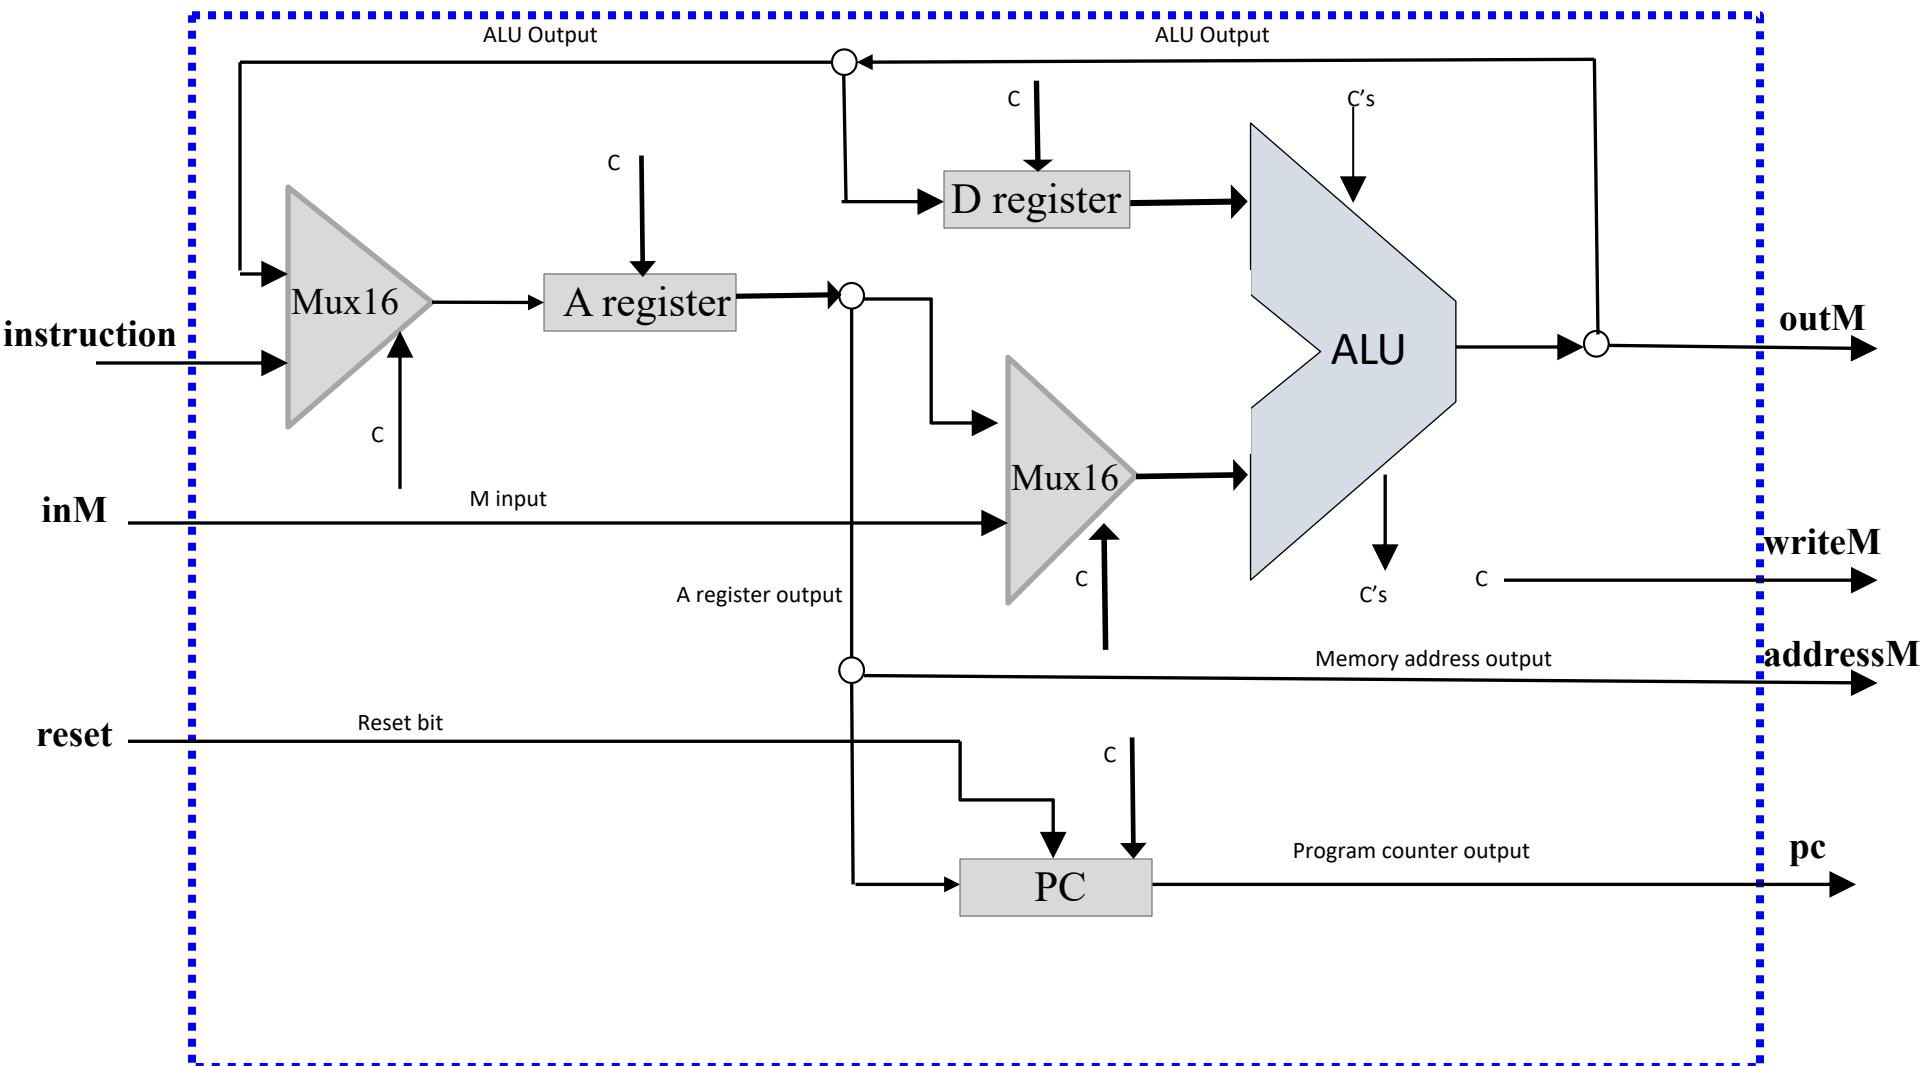 ALU Output
ALU Output
C
C's
C
D register
Mux16
A register
instruction
outM
ALU
C
Mux16
inM
M input
writeM
C
C
C's
A register output
Memory address output
addressM
reset
Reset bit
C
Program counter output
pc
PC